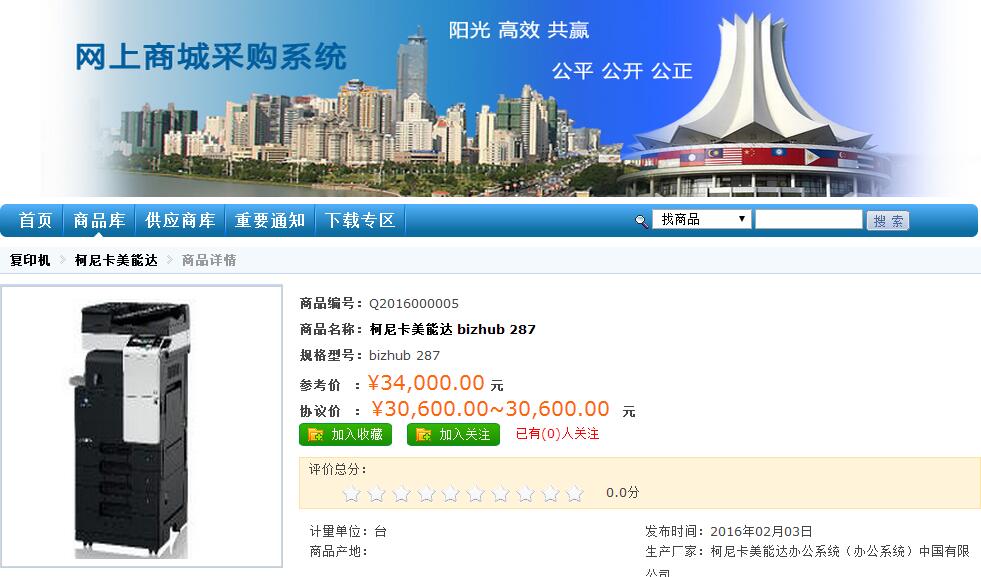 阳光 高效 共赢
网上商城采购系统
公平 公开 公正
首页 商品库 供应商库 重要通知 下载专区 找商品 搜 索
复印机 柯尼卡美能达 商品详情
商品编号：Q2016000005
商品名称：柯尼卡美能达 bizhub 287
规格型号：bizhub 287
参考价 ：¥34,000.00 元
协议价 ：¥30,600.00~30,600.00 元
加入收藏 加入关注 已有(0)人关注
评价总分：
0.0分
计量单位：台 发布时间：2016年02月03日
商品产地： 生产厂家：柯尼卡美能达办公系统（办公系统）中国有限
公司